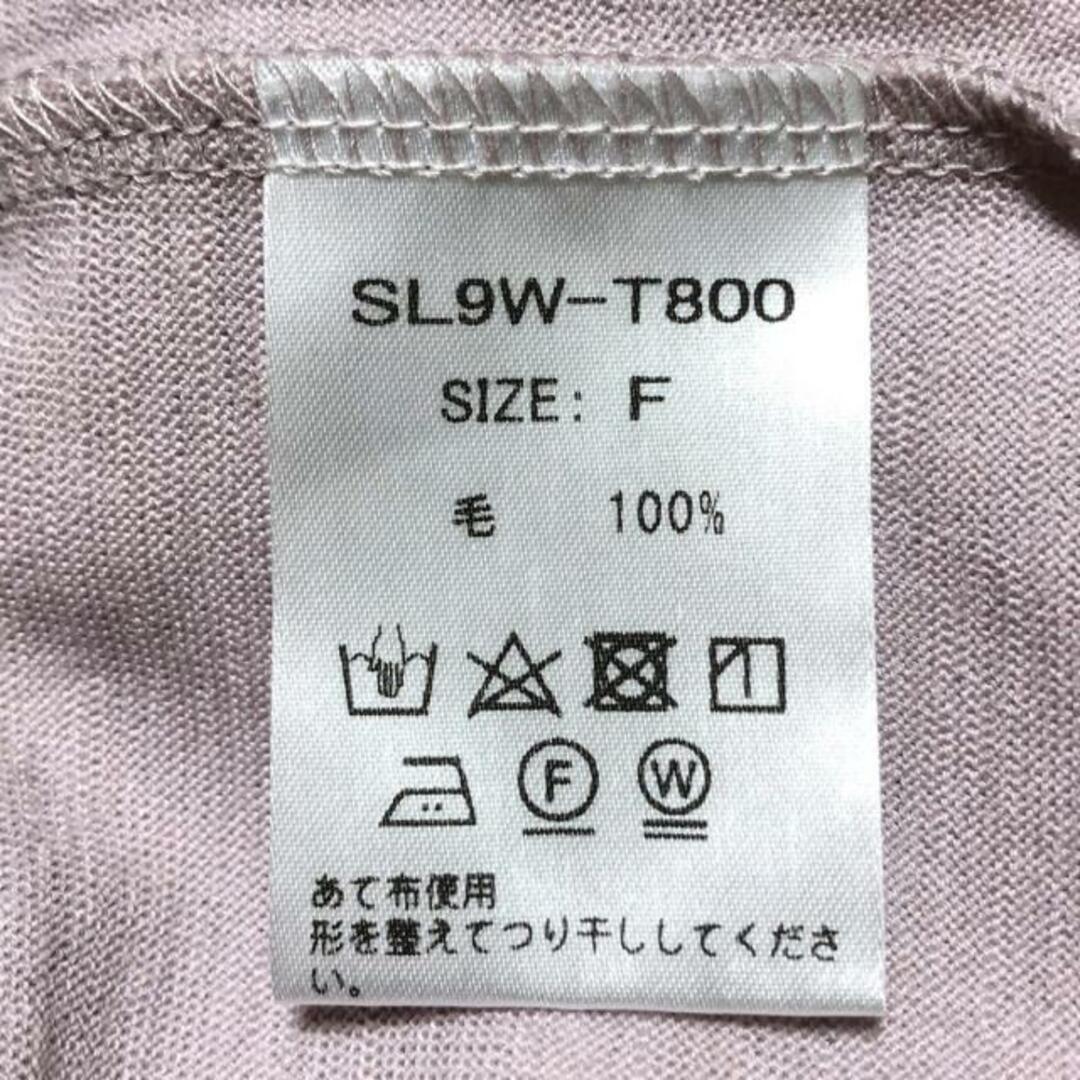 SL9W-T800
SIZE: F
毛 100%
F W
あて布使用
形を整えてつり干ししてくださ
い。